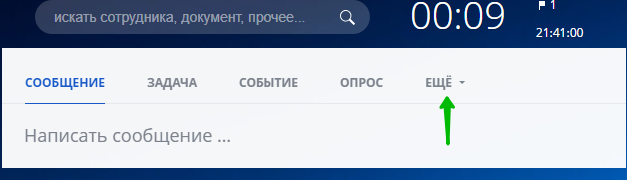 искать сотрудника, документ, прочее...
00:09
1
21:41:00
СООБЩЕНИЕ ЗАДАЧА СОБЫТИЕ ОПРОС ЕЩЁ
Написать сообщение ...